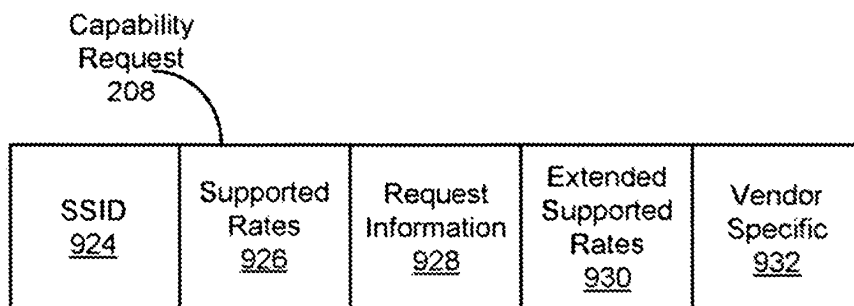 Capability
Request
208
SSID
924
Supported
Rates
926
Request
Information
928
Extended
Supported
Rates
930
Vendor
Specific
932